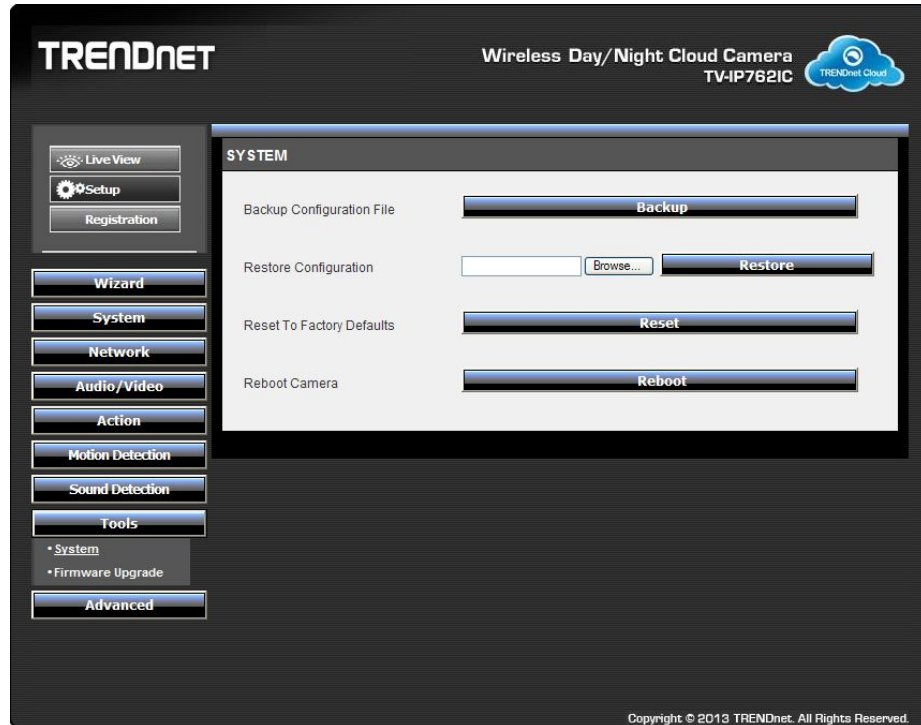 TRENDnet
Wireless Day/Night Cloud Camera
TV-IP762IC
TRENDnet Cloud
Live View
Setup
Registration
Wizard
System
Network
Audio/Video
Action
Motion Detection
Sound Detection
Tools
•System
•Firmware Upgrade
Advanced
SYSTEM
Backup Configuration File
Backup
Restore Configuration
Browse...
Restore
Reset To Factory Defaults
Reset
Reboot Camera
Reboot
Copyright © 2013 TRENDnet. All Rights Reserved.